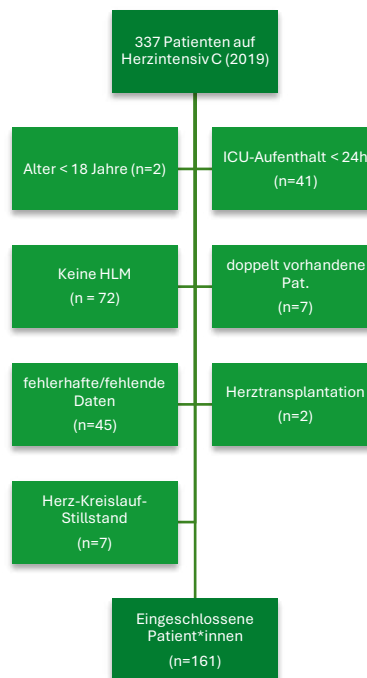 337 Patienten auf
Herzintensiv C (2019)
Alter < 18 Jahre (n=2)
ICU-Aufenthalt < 24h
(n=41)
Keine HLM
(n = 72)
doppelt vorhandene
Pat.
(n=7)
fehlerhafte/fehlende
Daten
(n=45)
Herztransplantation
(n=2)
Herz-Kreislauf-
Stillstand
(n=7)
Eingeschlossene
Patient*innen
(n=161)